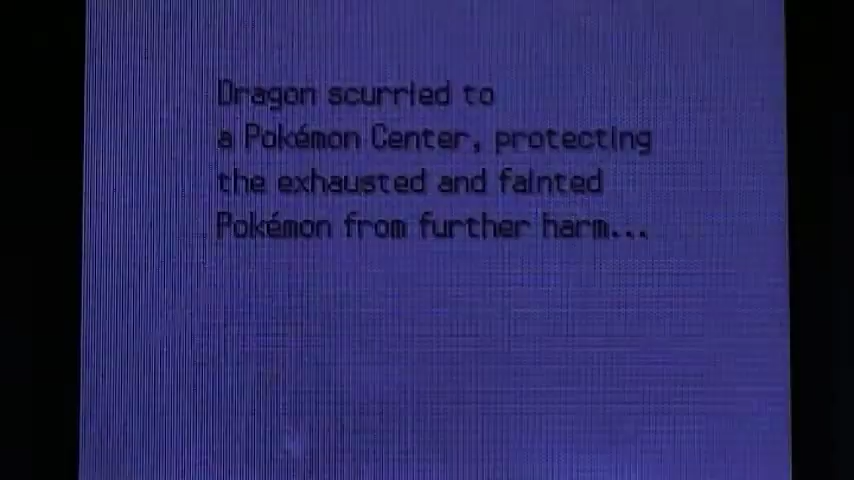 Dragon scurried to
a Pokémon Center, protecting
the exhausted and fainted
Pokémon from further harm...